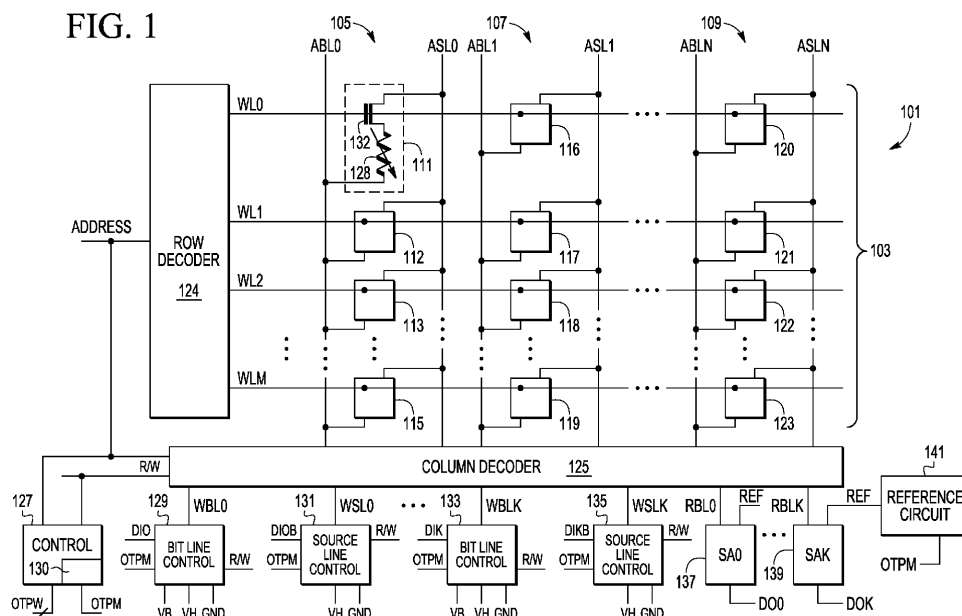 FIG. 1
105 107 109
ABL0 ASL0 ABL1 ASL1 ABLN ASLN
101
WL0
132
128
111
116
120
ADDRESS
ROW
DECODER
124
WL1
112
117
121
103
WL2
113
118
122
WLM
115
119
123
R/W
COLUMN DECODER 125
141
127 129 WBL0 131 WSL0 133 WBLK 135 WSLK RBL0 REF RBLK REF
REFERENCE
CIRCUIT
OTPM
CONTROL
130
OTPW OTPM
DIO
OTPM
BIT LINE
CONTROL
R/W
VB VH GND
DIOB
OTPM
SOURCE
LINE
CONTROL
R/W
VH GND
DIK
OTPM
BIT LINE
CONTROL
R/W
VB VH GND
DIKB
OTPM
SOURCE
LINE
CONTROL
R/W
VH GND
137
SA0
DO0
139
SAK
DOK